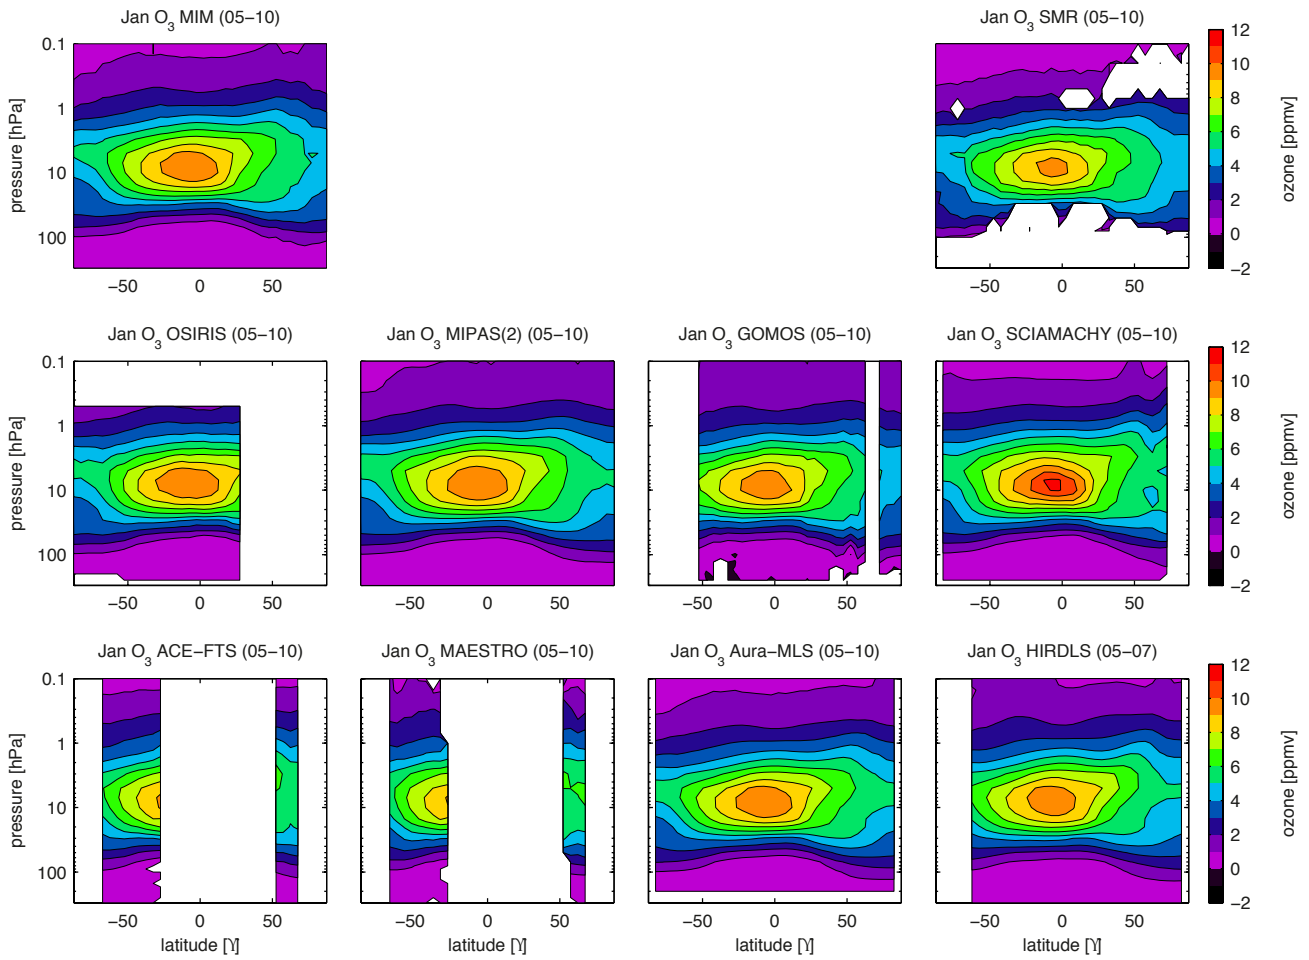 Jan O3 MIM (05−10)
Jan O3 SMR (05−10)
0.1
1
10
100
pressure [hPa]
−50 0 50
−50 0 50
12
10
8
6
4
2
0
−2
ozone [ppmv]
Jan O3 OSIRIS (05−10)
Jan O3 MIPAS(2) (05−10)
Jan O3 GOMOS (05−10)
Jan O3 SCIAMACHY (05−10)
0.1
1
10
100
pressure [hPa]
−50 0 50
−50 0 50
−50 0 50
−50 0 50
12
10
8
6
4
2
0
−2
ozone [ppmv]
Jan O3 ACE−FTS (05−10)
Jan O3 MAESTRO (05−10)
Jan O3 Aura−MLS (05−10)
Jan O3 HIRDLS (05−07)
0.1
1
10
100
pressure [hPa]
−50 0 50
−50 0 50
−50 0 50
−50 0 50
latitude [Ύ]
latitude [Ύ]
latitude [Ύ]
latitude [Ύ]
12
10
8
6
4
2
0
−2
ozone [ppmv]